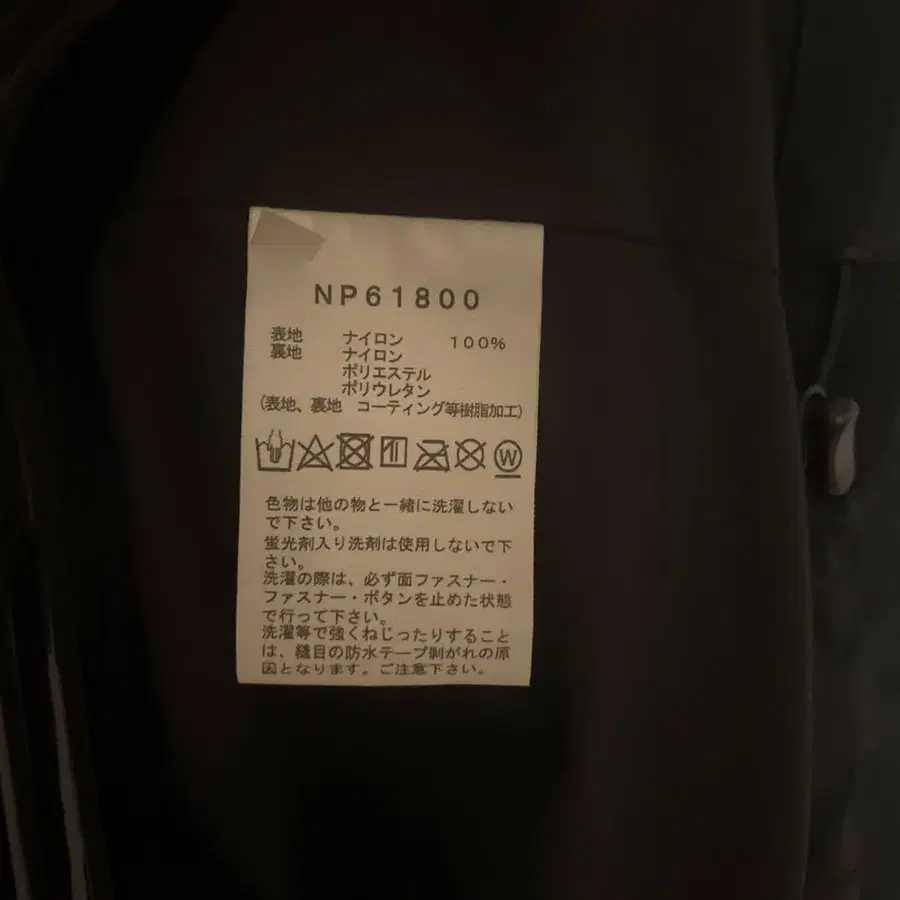 NP61800
表地 ナイロン 100%
裏地 ナイロン
ポリエステル
ポリウレタン
(表地、裏地 コーティング等樹脂加工)
W
色物は他の物と一緒に洗濯しない
で下さい。
蛍光剤入り洗剤は使用しないで下
さい。
洗濯の際は、必ず面ファスナー・
ファスナー・ボタンを止めた状態
で行って下さい。
洗濯等で強くねじったりすること
は、縫目の防水テープ剝がれの原
因となります。ご注意下さい。